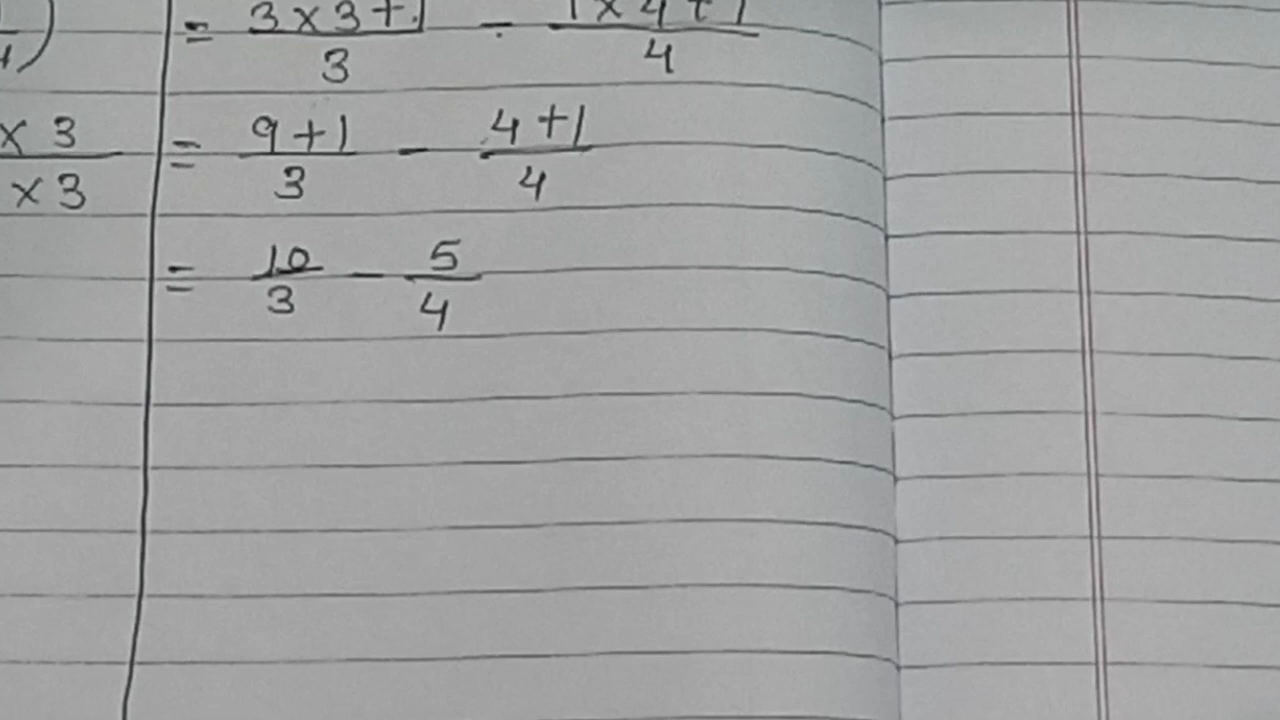 4)
x 3
x 3
= 3 x 3 + 1 / 3 - 1 x 4 + 1 / 4
= 9 + 1 / 3 - 4 + 1 / 4
= 10 / 3 - 5 / 4